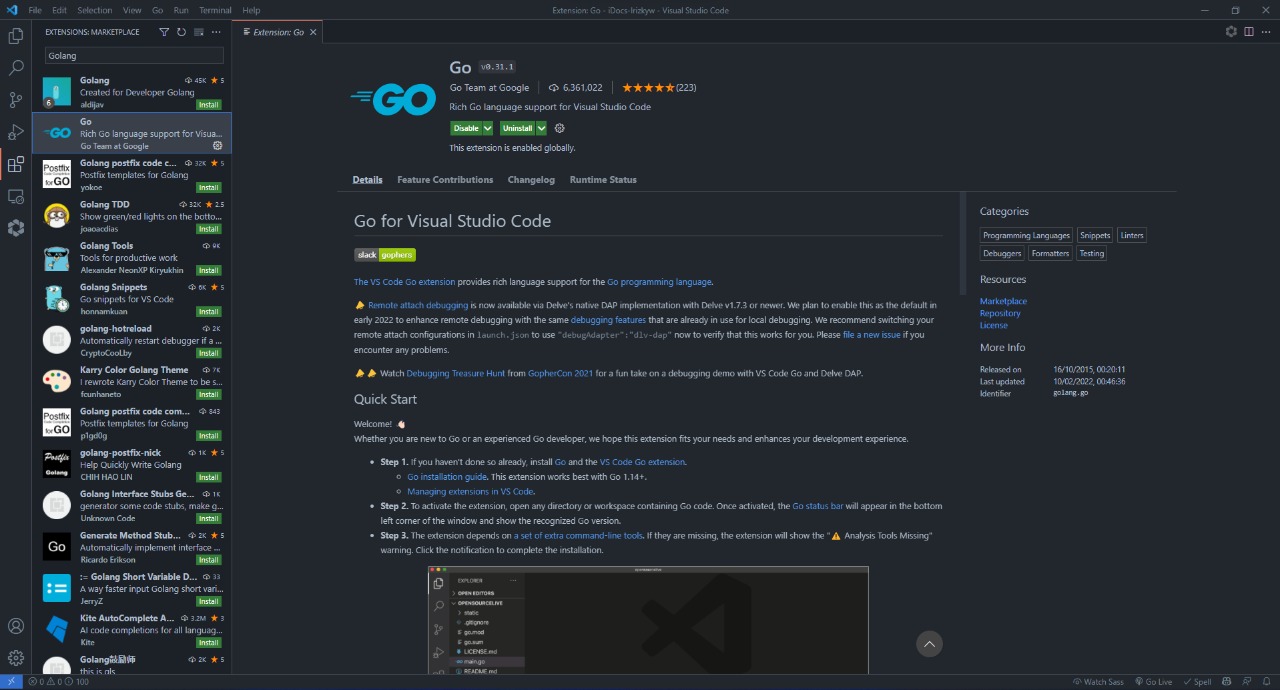 File Edit Selection View Go Run Terminal Help
Extension: Go - iDocs-lrizkyw - Visual Studio Code
EXTENSIONS: MARKETPLACE
Golang
Golang 45K 5
Created for Developer Golang
aldijav Install
6
Go
Rich Go language support for Visua...
Go Team at Google
Golang postfix code c... 32K 5
Postfix templates for Golang
yokoe Install
Golang TDD 32K 2.5
Show green/red lights on the botto...
joaoacdias Install
Golang Tools 9K
Tools for productive work
Alexander NeonXP Kiryukhin Install
Golang Snippets 6K 5
Go snippets for VS Code
honnamkuan Install
golang-hotreload 2K
Automatically restart debugger if a ...
CryptoCooLby Install
Karry Color Golang Theme 7K
I rewrote Karry Color Theme to be s...
fcunhaneto Install
Golang postfix code com... 843
Postfix templates for Golang
p1gd0g Install
golang-postfix-nick 1K 5
Help Quickly Write Golang
CHIH HAO LIN Install
Golang Interface Stubs Ge... 1K
generator some code stubs, make g...
Unknown Code Install
Generate Method Stub... 2K 5
Automatically implement interface ...
Ricardo Erikson Install
:= Golang Short Variable D... 33
A way faster input Golang short vari...
JerryZ Install
Kite AutoComplete A... 3.2M 3
AI code completions for all languag...
Kite Install
Golang鼓励师 2K 5
this is gls
Extension: Go
GO
Go v0.31.1
Go Team at Google 6,361,022 (223)
Rich Go language support for Visual Studio Code
Disable Uninstall
This extension is enabled globally.
Details Feature Contributions Changelog Runtime Status
Go for Visual Studio Code
slack gophers
The VS Code Go extension provides rich language support for the Go programming language.
Remote attach debugging is now available via Delve's native DAP implementation with Delve v1.7.3 or newer. We plan to enable this as the default in
early 2022 to enhance remote debugging with the same debugging features that are already in use for local debugging. We recommend switching your
remote attach configurations in launch.json to use "debugAdapter":"dlv-dap" now to verify that this works for you. Please file a new issue if you
encounter any problems.
Watch Debugging Treasure Hunt from GopherCon 2021 for a fun take on a debugging demo with VS Code Go and Delve DAP.
Quick Start
Welcome!
Whether you are new to Go or an experienced Go developer, we hope this extension fits your needs and enhances your development experience.
• Step 1. If you haven't done so already, install Go and the VS Code Go extension.
Go installation guide. This extension works best with Go 1.14+.
Managing extensions in VS Code.
• Step 2. To activate the extension, open any directory or workspace containing Go code. Once activated, the Go status bar will appear in the bottom
left corner of the window and show the recognized Go version.
• Step 3. The extension depends on a set of extra command-line tools. If they are missing, the extension will show the "⚠ Analysis Tools Missing"
warning. Click the notification to complete the installation.
EXPLORER
OPEN EDITORS
OPENSOURCELIVE
static
.gitignore
go.mod
go.sum
LICENSE.md
main.go
README.md
Categories
Programming Languages Snippets Linters
Debuggers Formatters Testing
Resources
Marketplace
Repository
License
More Info
Released on 16/10/2015, 00:20:11
Last updated 10/02/2022, 00:46:36
Identifier golang.go
0 0 100
Watch Sass Go Live Spell